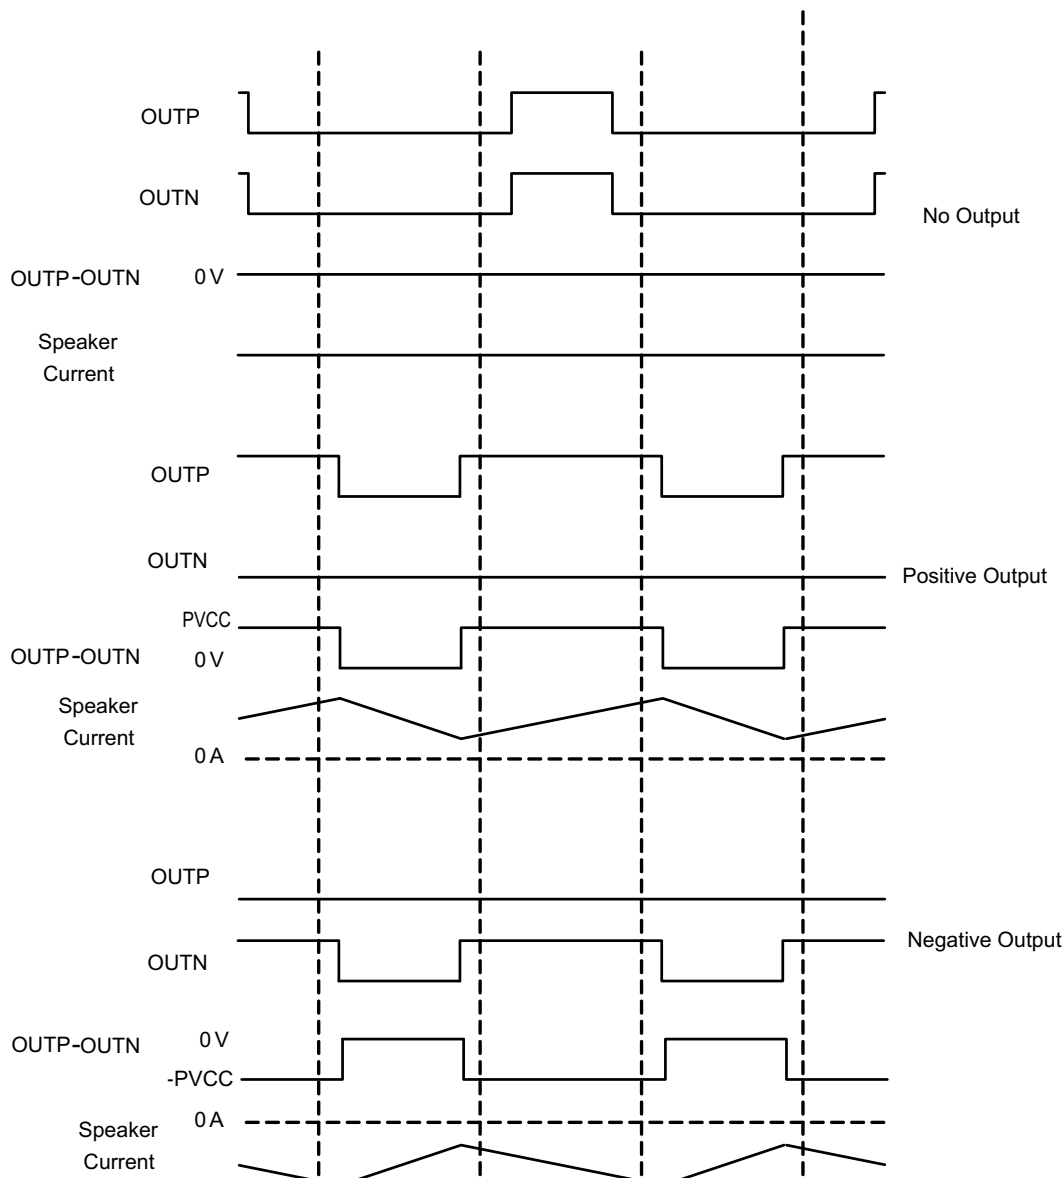 OUTP
OUTN
No Output
OUTP-OUTN 0 V
Speaker
Current
OUTP
OUTN
Positive Output
PVCC
OUTP-OUTN 0 V
Speaker
Current
0 A
OUTP
Negative Output
OUTN
OUTP-OUTN 0 V
-PVCC
0 A
Speaker
Current